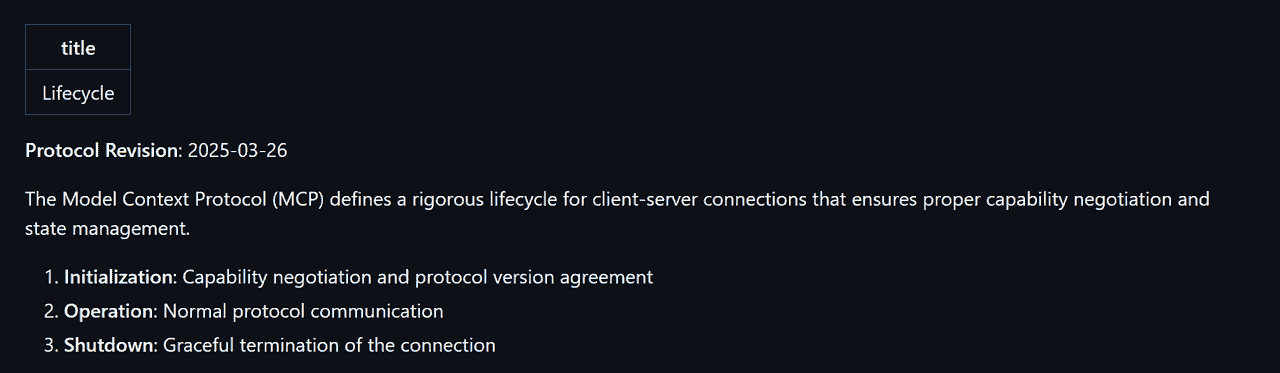 title
Lifecycle
Protocol Revision: 2025-03-26
The Model Context Protocol (MCP) defines a rigorous lifecycle for client-server connections that ensures proper capability negotiation and
state management.
1. Initialization: Capability negotiation and protocol version agreement
2. Operation: Normal protocol communication
3. Shutdown: Graceful termination of the connection